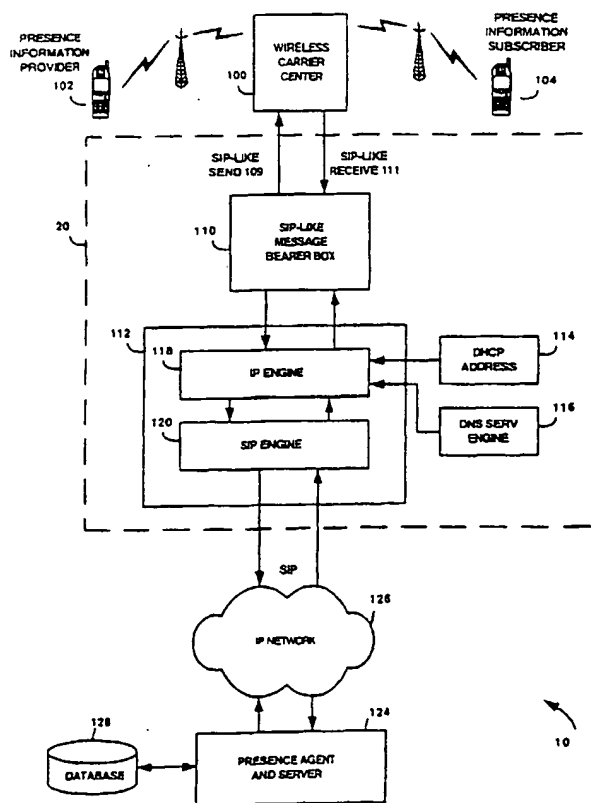 PRESENCE
INFORMATION
PROVIDER
102
WIRELESS
CARRIER
CENTER
100
PRESENCE
INFORMATION
SUBSCRIBER
104
SIP-LIKE
SEND 109
SIP-LIKE
RECEIVE 111
20
110
SIP-LIKE
MESSAGE
BEARER BOX
112
118
IP ENGINE
DHCP
ADDRESS
114
120
SIP ENGINE
DNS SERV
ENGINE
116
SIP
IP NETWORK
126
124
128
DATABASE
PRESENCE AGENT
AND SERVER
10